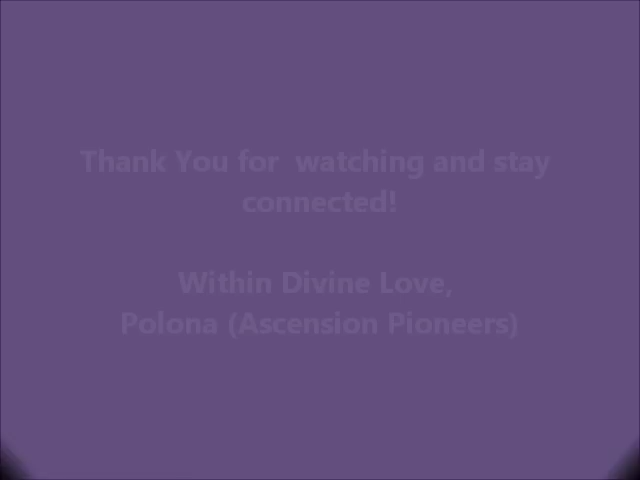 Thank You for  watching and stay
connected!
Within Divine Love,
Polona (Ascension Pioneers)